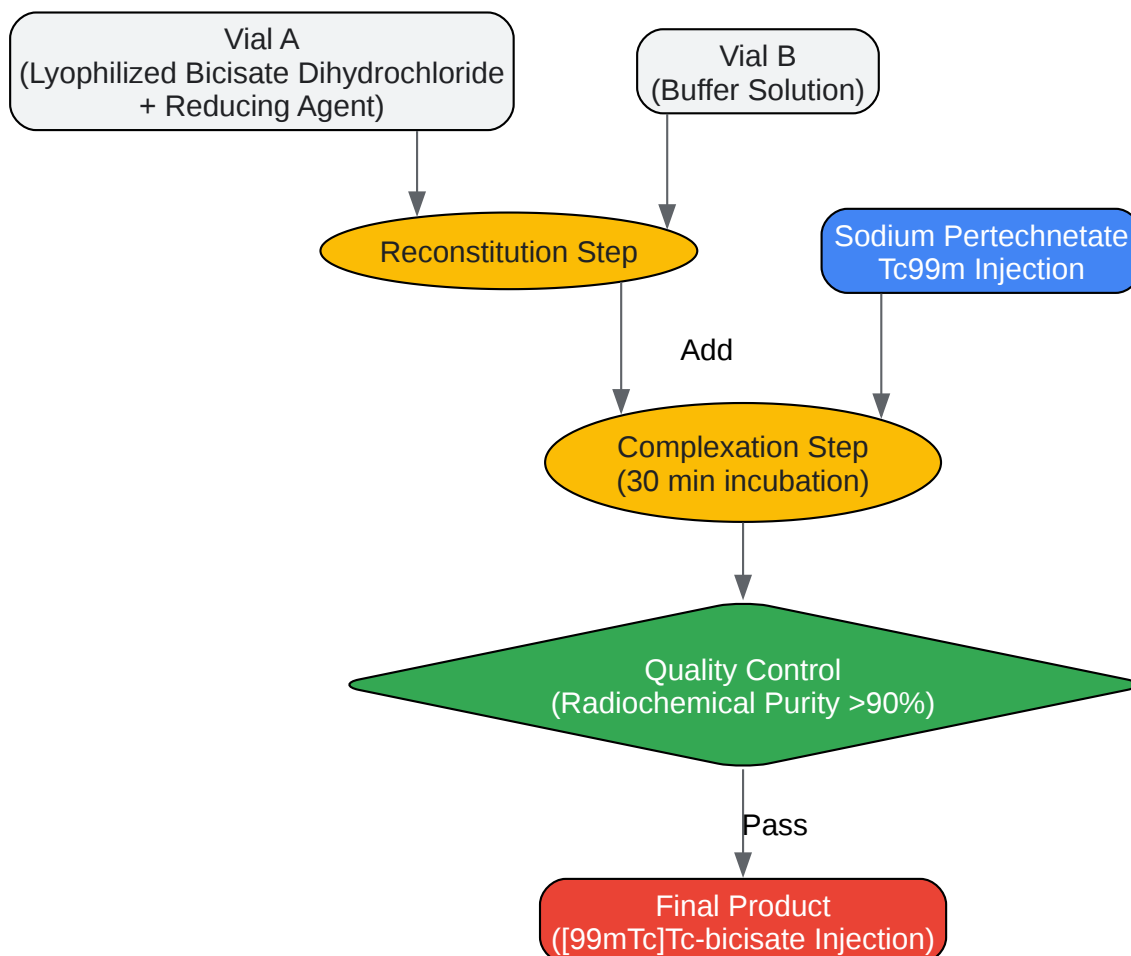 Vial A
(Lyophilized Bicisate Dihydrochloride
+ Reducing Agent)
Vial B
(Buffer Solution)
Reconstitution Step
Sodium Pertechnetate
Tc99m Injection
Add
Complexation Step
(30 min incubation)
Quality Control
(Radiochemical Purity >90%)
Pass
Final Product
([99mTc]Tc-bicisate Injection)